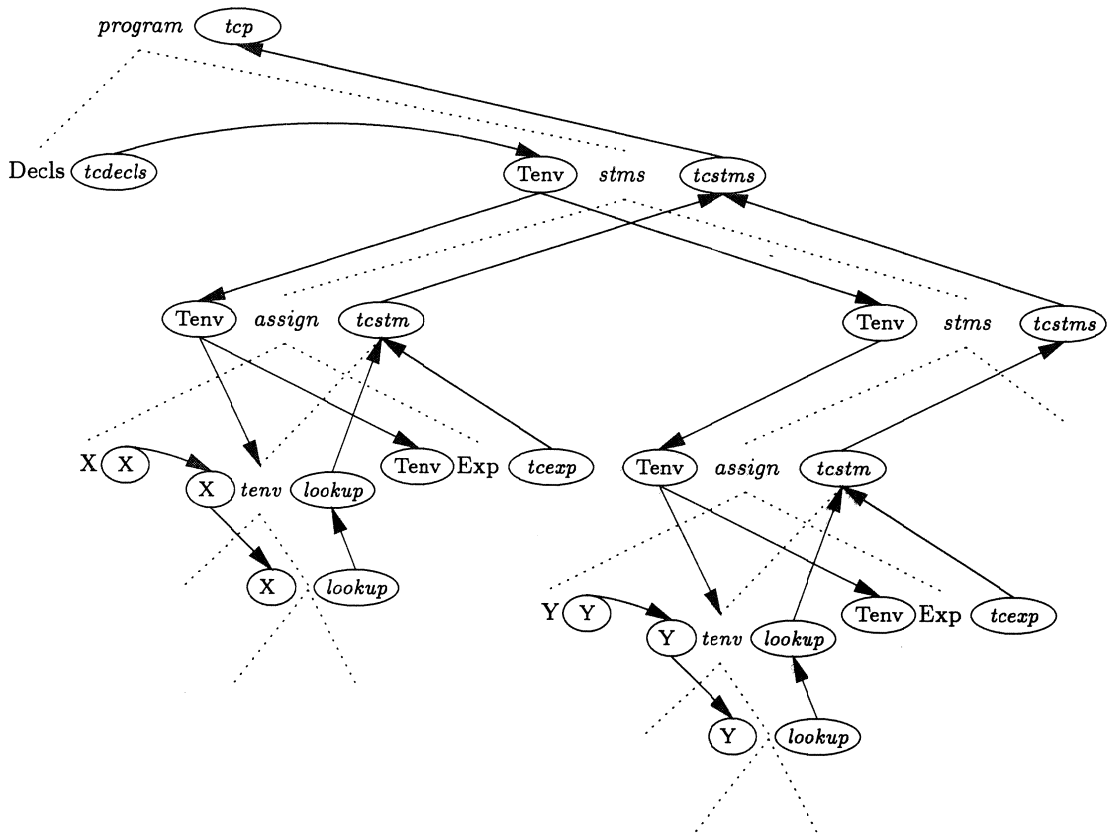 program tcp
Decls tcdecls Tenv stms tcstms
Tenv assign tcstm Tenv stms tcstms
X X Tenv Exp tcexp Tenv assign tcstm
X tenv lookup
X lookup
Y Y Tenv Exp tcexp
Y tenv lookup
Y lookup